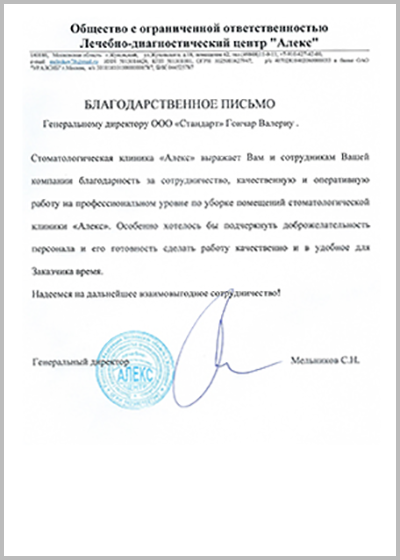 Общество с ограниченной ответственностью
Лечебно-диагностический центр "Алекс"
БЛАГОДАРСТВЕННОЕ ПИСЬМО
Генеральному директору ООО «Стандарт» Гончар Валериу .
Стоматологическая клиника «Алекс» выражает Вам и сотрудникам Вашей
компании благодарность за сотрудничество, качественную и оперативную
работу на профессиональном уровне по уборке помещений стоматологической
клиники «Алекс». Особенно хотелось бы подчеркнуть доброжелательность
персонала и его готовность сделать работу качественно и в удобное для
Заказчика время.
Надеемся на дальнейшее взаимовыгодное сотрудничество!
Генеральный директор
Мельников С.Н.
АЛЕКС